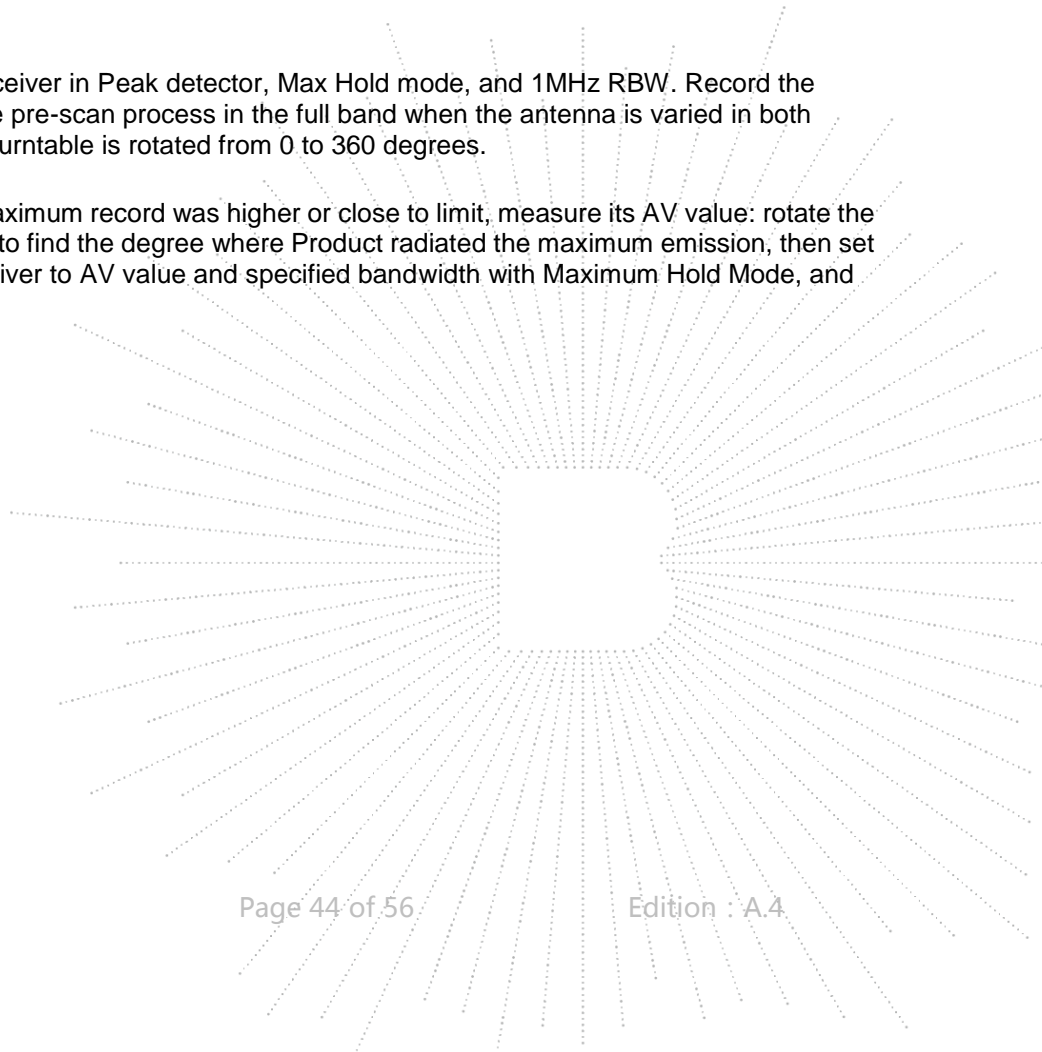 ceiver in Peak detector, Max Hold mode, and 1MHz RBW. Record the
e pre-scan process in the full band when the antenna is varied in both
urntable is rotated from 0 to 360 degrees.
aximum record was higher or close to limit, measure its AV value: rotate the
to find the degree where Product radiated the maximum emission, then set
iver to AV value and specified bandwidth with Maximum Hold Mode, and
Page 44 of 56 Edition : A.4